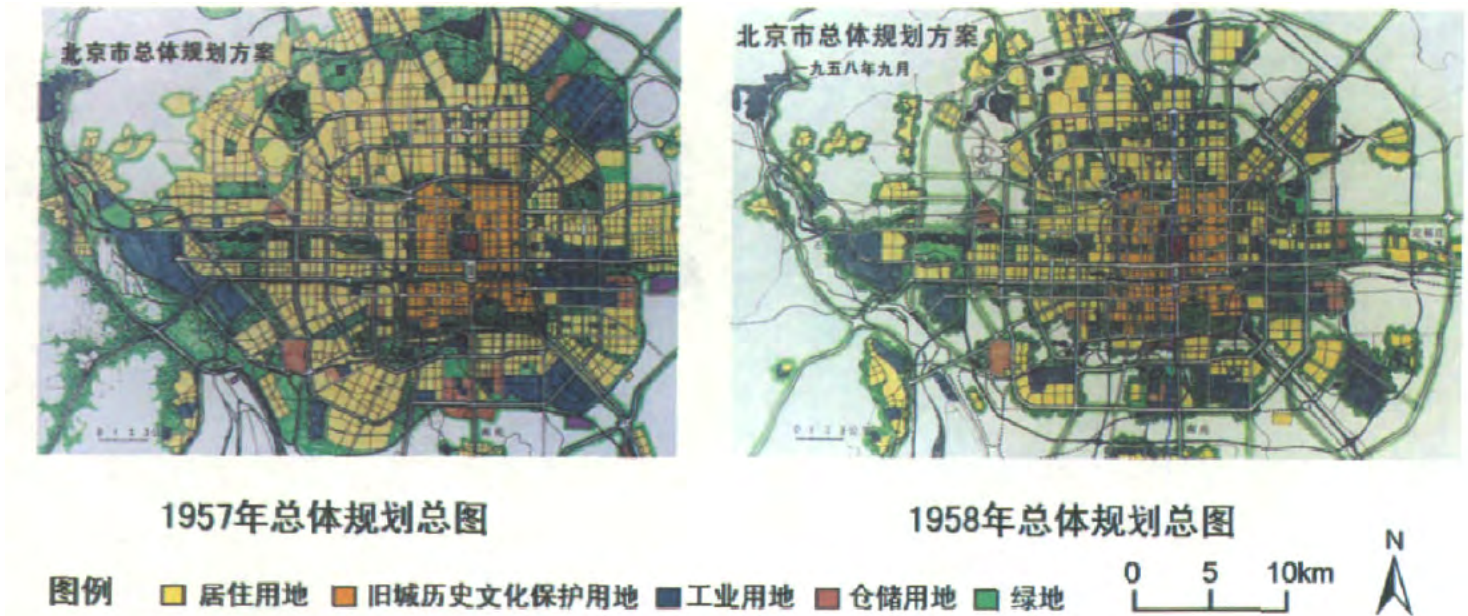 北京市总体规划方案
北京市总体规划方案
一九五八年九月
1957年总体规划总图
1958年总体规划总图
N
图例
居住用地
旧城历史文化保护用地
工业用地
仓储用地
绿地
0 5 10km